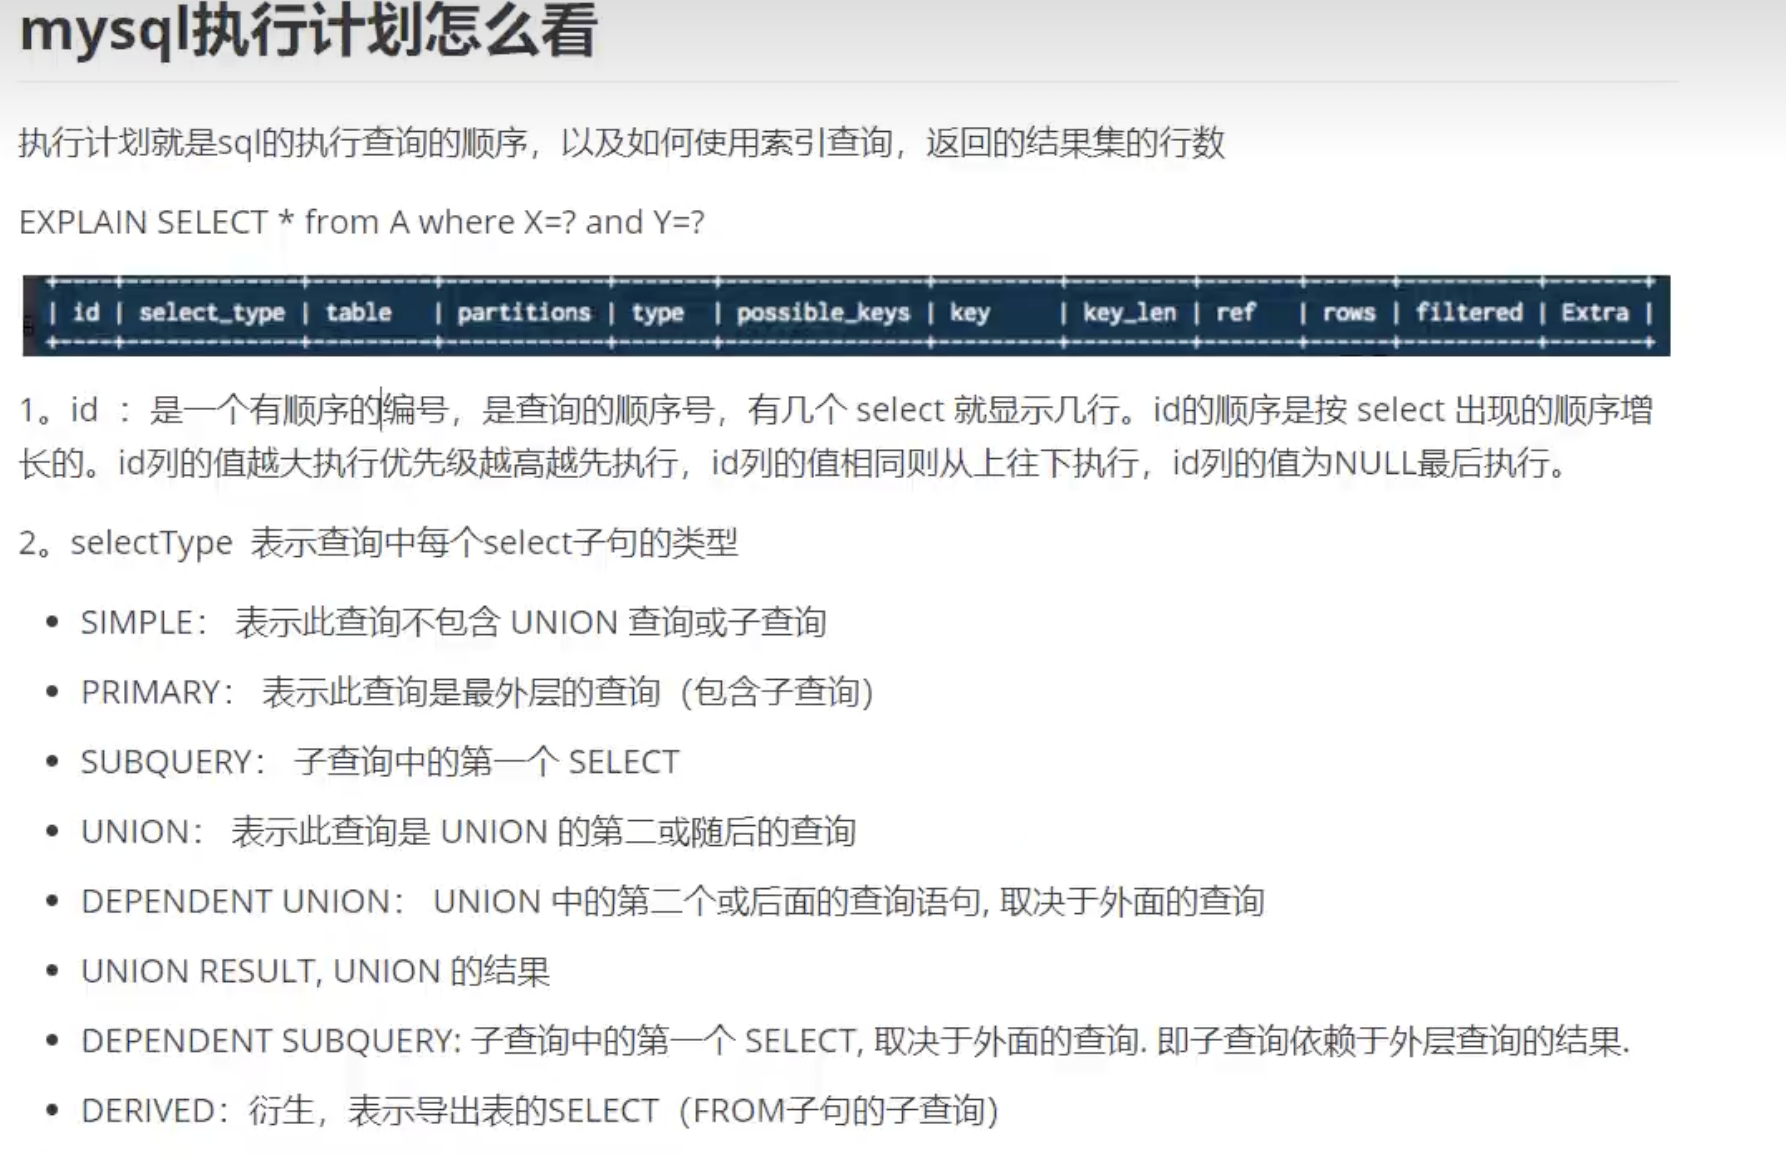 mysql执行计划怎么看
执行计划就是sql的执行查询的顺序，以及如何使用索引查询，返回的结果集的行数
EXPLAIN SELECT * from A where X=? and Y=?
| id | select_type | table | partitions | type | possible_keys | key | key_len | ref | rows | filtered | Extra |
1。id ：是一个有顺序的编号，是查询的顺序号，有几个 select 就显示几行。id的顺序是按 select 出现的顺序增
长的。id列的值越大执行优先级越高越先执行，id列的值相同则从上往下执行，id列的值为NULL最后执行。
2。selectType 表示查询中每个select子句的类型
• SIMPLE： 表示此查询不包含 UNION 查询或子查询
• PRIMARY： 表示此查询是最外层的查询（包含子查询）
• SUBQUERY： 子查询中的第一个 SELECT
• UNION： 表示此查询是 UNION 的第二或随后的查询
• DEPENDENT UNION： UNION 中的第二个或后面的查询语句, 取决于外面的查询
• UNION RESULT, UNION 的结果
• DEPENDENT SUBQUERY: 子查询中的第一个 SELECT, 取决于外面的查询. 即子查询依赖于外层查询的结果.
• DERIVED：衍生，表示导出表的SELECT（FROM子句的子查询）